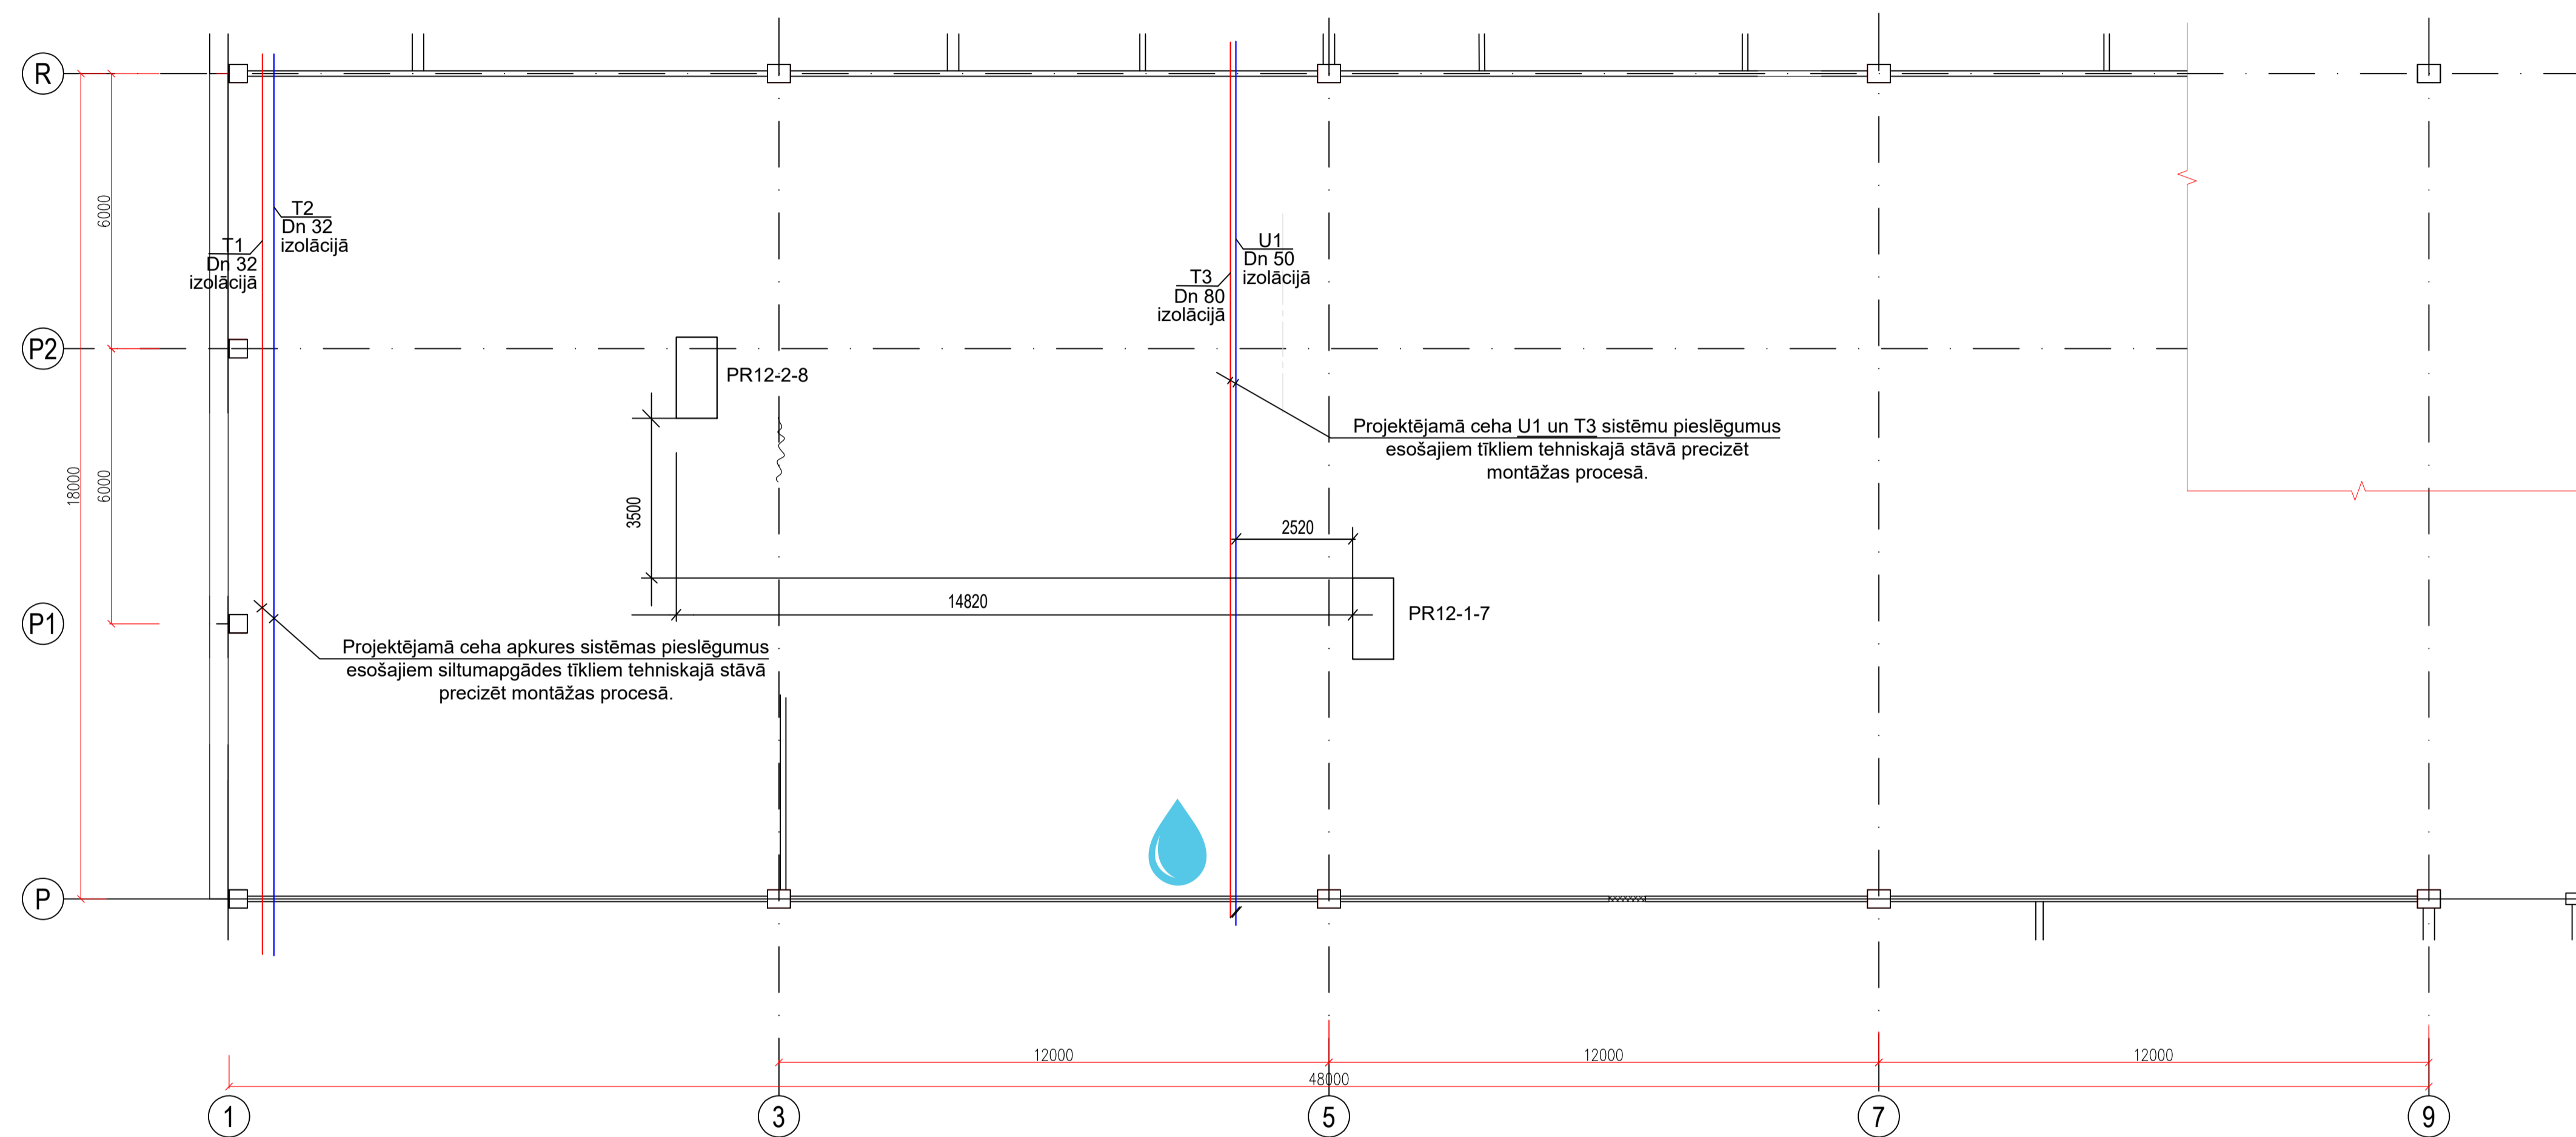 R
6000
T2
Dn 32
izolācijā
T1
Dn 32
izolācijā
U1
Dn 50
izolācijā
T3
Dn 80
izolācijā
P2
PR12-2-8
Projektējamā ceha U1 un T3 sistēmu pieslēgumus
esošajiem tīkliem tehniskajā stāvā precizēt
montāžas procesā.
18000
6000
3500
2520
14820
PR12-1-7
P1
Projektējamā ceha apkures sistēmas pieslēgumus
esošajiem siltumapgādes tīkliem tehniskajā stāvā
precizēt montāžas procesā.
P
12000
12000
12000
48000
1
3
5
7
9